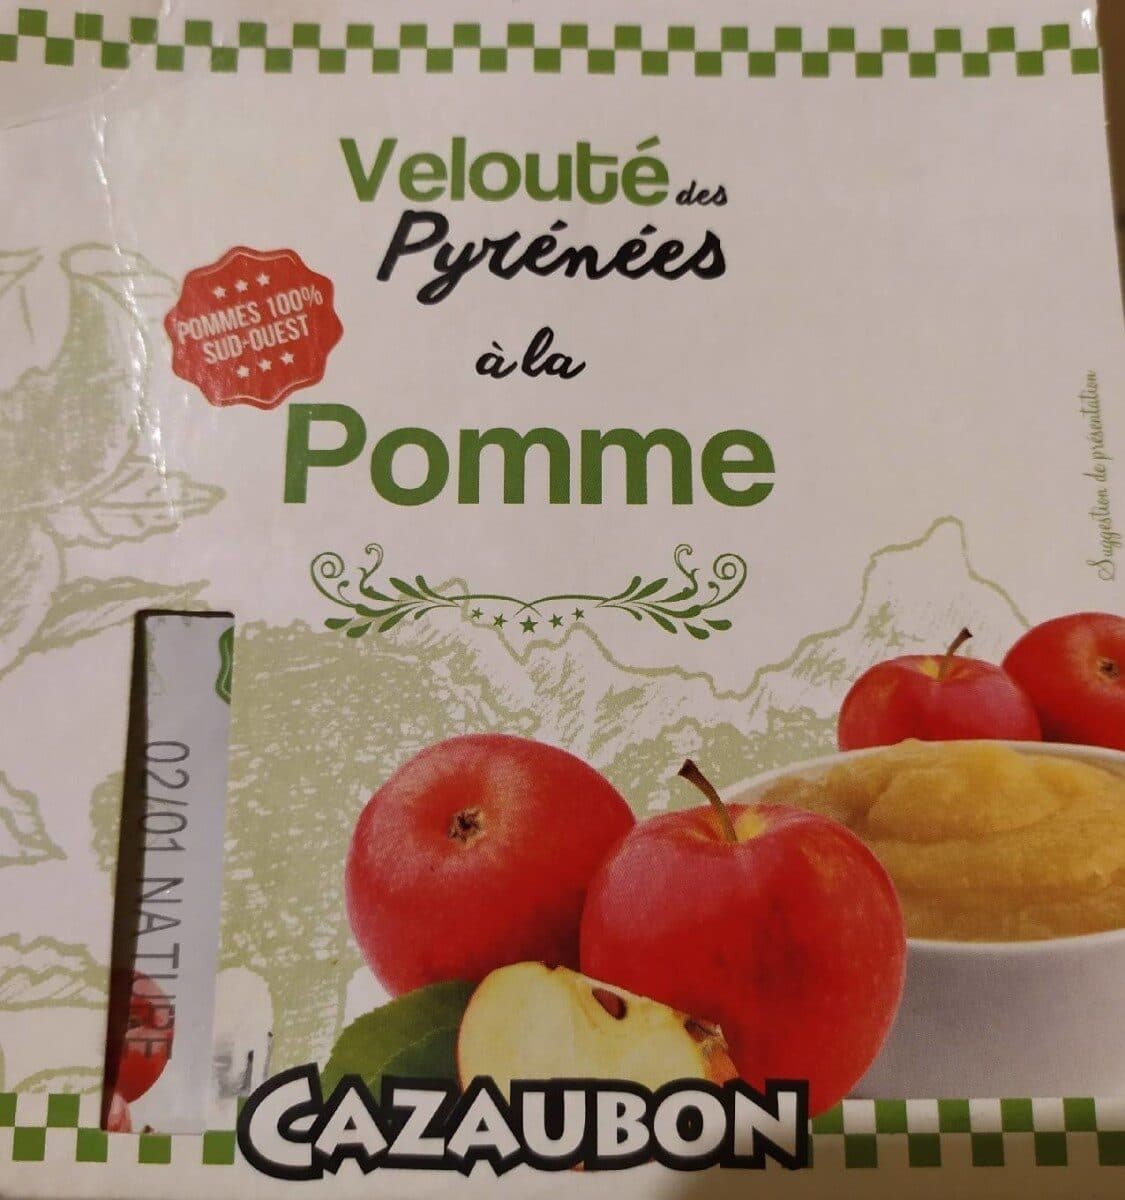 Velouté des
Pyrénées
POMMES 100%
SUD-OUEST
à la
Pomme
Suggestion de présentation
02/01 NATURE
CAZAUBON